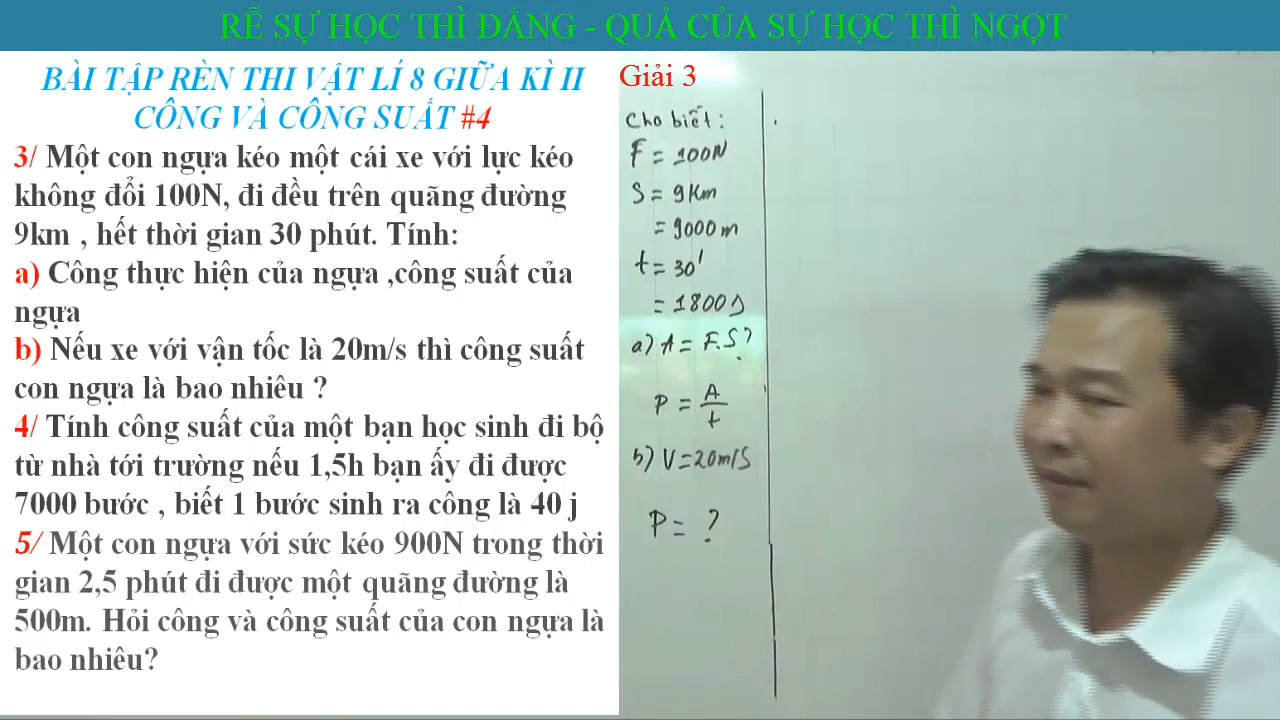 RỄ SỰ HỌC THÌ ĐẮNG - QUẢ CỦA SỰ HỌC THÌ NGỌT
BÀI TẬP RÈN THI VẬT LÍ 8 GIỮA KÌ II
CÔNG VÀ CÔNG SUẤT #4
3/ Một con ngựa kéo một cái xe với lực kéo
không đổi 100N, đi đều trên quãng đường
9km , hết thời gian 30 phút. Tính:
a) Công thực hiện của ngựa ,công suất của
ngựa
b) Nếu xe với vận tốc là 20m/s thì công suất
con ngựa là bao nhiêu ?
4/ Tính công suất của một bạn học sinh đi bộ
từ nhà tới trường nếu 1,5h bạn ấy đi được
7000 bước , biết 1 bước sinh ra công là 40 j
5/ Một con ngựa với sức kéo 900N trong thời
gian 2,5 phút đi được một quãng đường là
500m. Hỏi công và công suất của con ngựa là
bao nhiêu?
Giải 3
Cho biết:
F = 100N
S = 9Km
= 9000m
t = 30'
= 1800s
a) A = F.S ?
P = A/t
b) V = 20m/s
P = ?